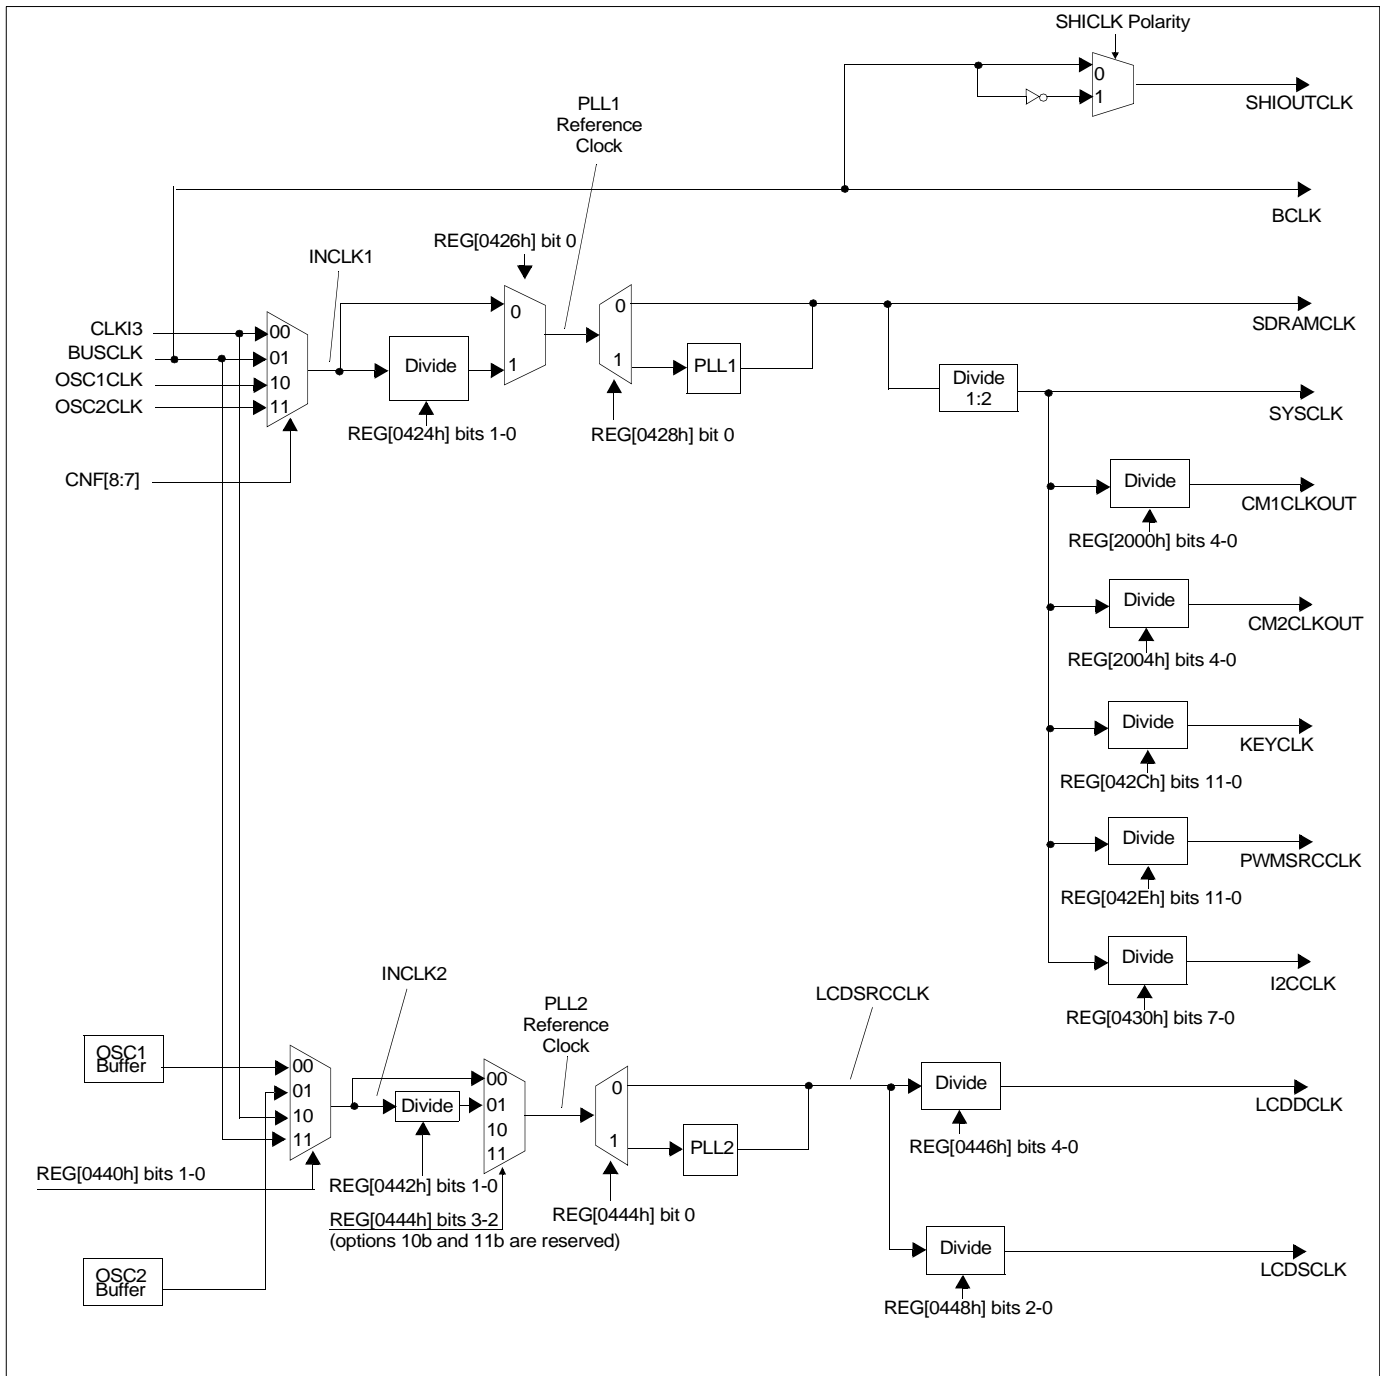 SHICLK Polarity
0
1
SHIOUTCLK
PLL1
Reference
Clock
BCLK
REG[0426h] bit 0
INCLK1
0
1
0
1
SDRAMCLK
CLKI3
BUSCLK
OSC1CLK
OSC2CLK
00
01
10
11
Divide
PLL1
Divide
1:2
SYSCLK
REG[0424h] bits 1-0
REG[0428h] bit 0
CNF[8:7]
Divide
CM1CLKOUT
REG[2000h] bits 4-0
Divide
CM2CLKOUT
REG[2004h] bits 4-0
Divide
KEYCLK
REG[042Ch] bits 11-0
Divide
PWMSRCCLK
REG[042Eh] bits 11-0
Divide
I2CCLK
REG[0430h] bits 7-0
INCLK2
PLL2
Reference
Clock
LCDSRCCLK
OSC1
Buffer
00
01
10
11
Divide
00
01
10
11
0
1
PLL2
Divide
LCDDCLK
REG[0446h] bits 4-0
REG[0440h] bits 1-0
REG[0442h] bits 1-0
REG[0444h] bits 3-2
(options 10b and 11b are reserved)
REG[0444h] bit 0
OSC2
Buffer
Divide
LCDSCLK
REG[0448h] bits 2-0